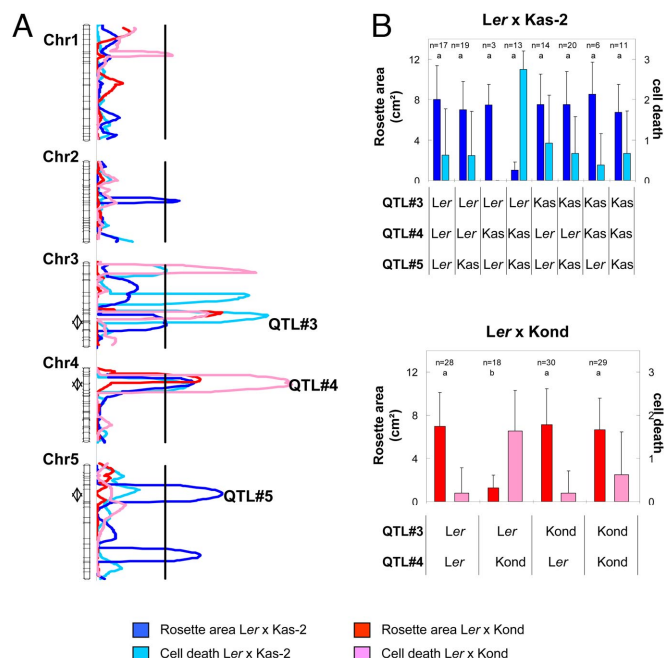 A
Chr1
Chr2
Chr3
QTL#3
Chr4
QTL#4
Chr5
QTL#5
B
Ler x Kas-2
n=17 n=19 n=3 n=13 n=14 n=20 n=6 n=11
a a a a a a a a
Rosette area (cm²)
12
8
4
0
cell death
3
2
1
0
QTL#3 Ler Ler Ler Ler Kas Kas Kas Kas
QTL#4 Ler Ler Kas Kas Ler Ler Kas Kas
QTL#5 Ler Kas Ler Kas Ler Kas Ler Kas
Ler x Kond
n=28 n=18 n=30 n=29
a b a a
Rosette area (cm²)
12
8
4
0
cell death
3
2
1
0
QTL#3 Ler Ler Kond Kond
QTL#4 Ler Kond Ler Kond
Rosette area Ler x Kas-2
Rosette area Ler x Kond
Cell death Ler x Kas-2
Cell death Ler x Kond